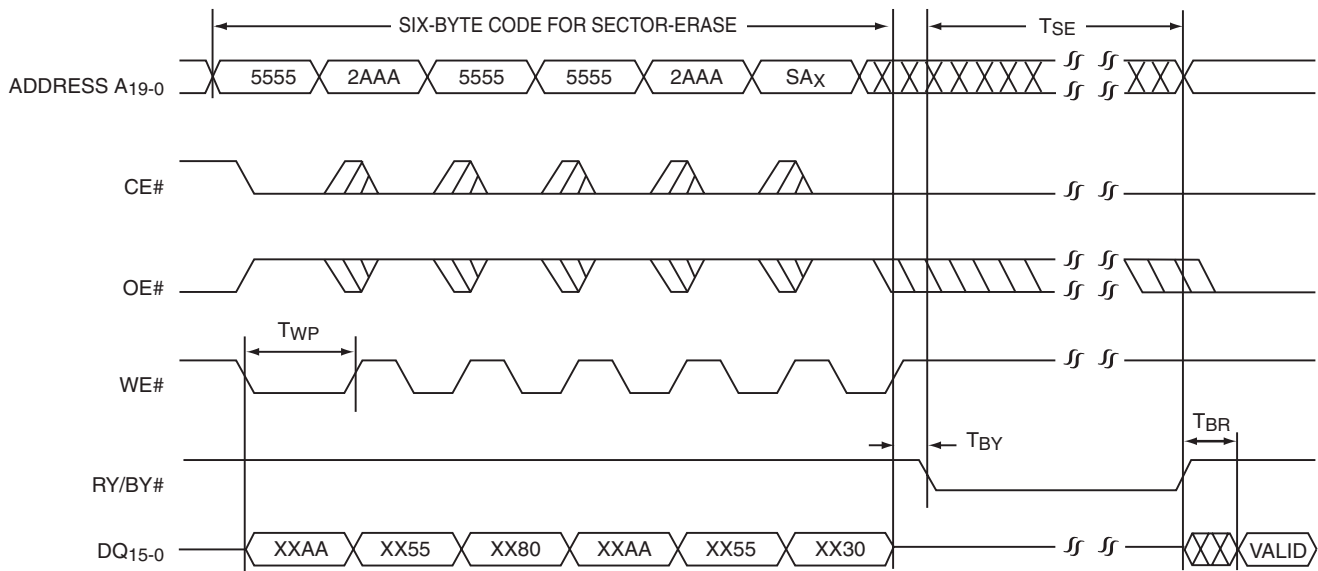 SIX-BYTE CODE FOR SECTOR-ERASE TSE
ADDRESS A19-0 5555 2AAA 5555 5555 2AAA SAX
CE#
OE#
TWP
WE#
TBY TBR
RY/BY#
DQ15-0 XXAA XX55 XX80 XXAA XX55 XX30 VALID